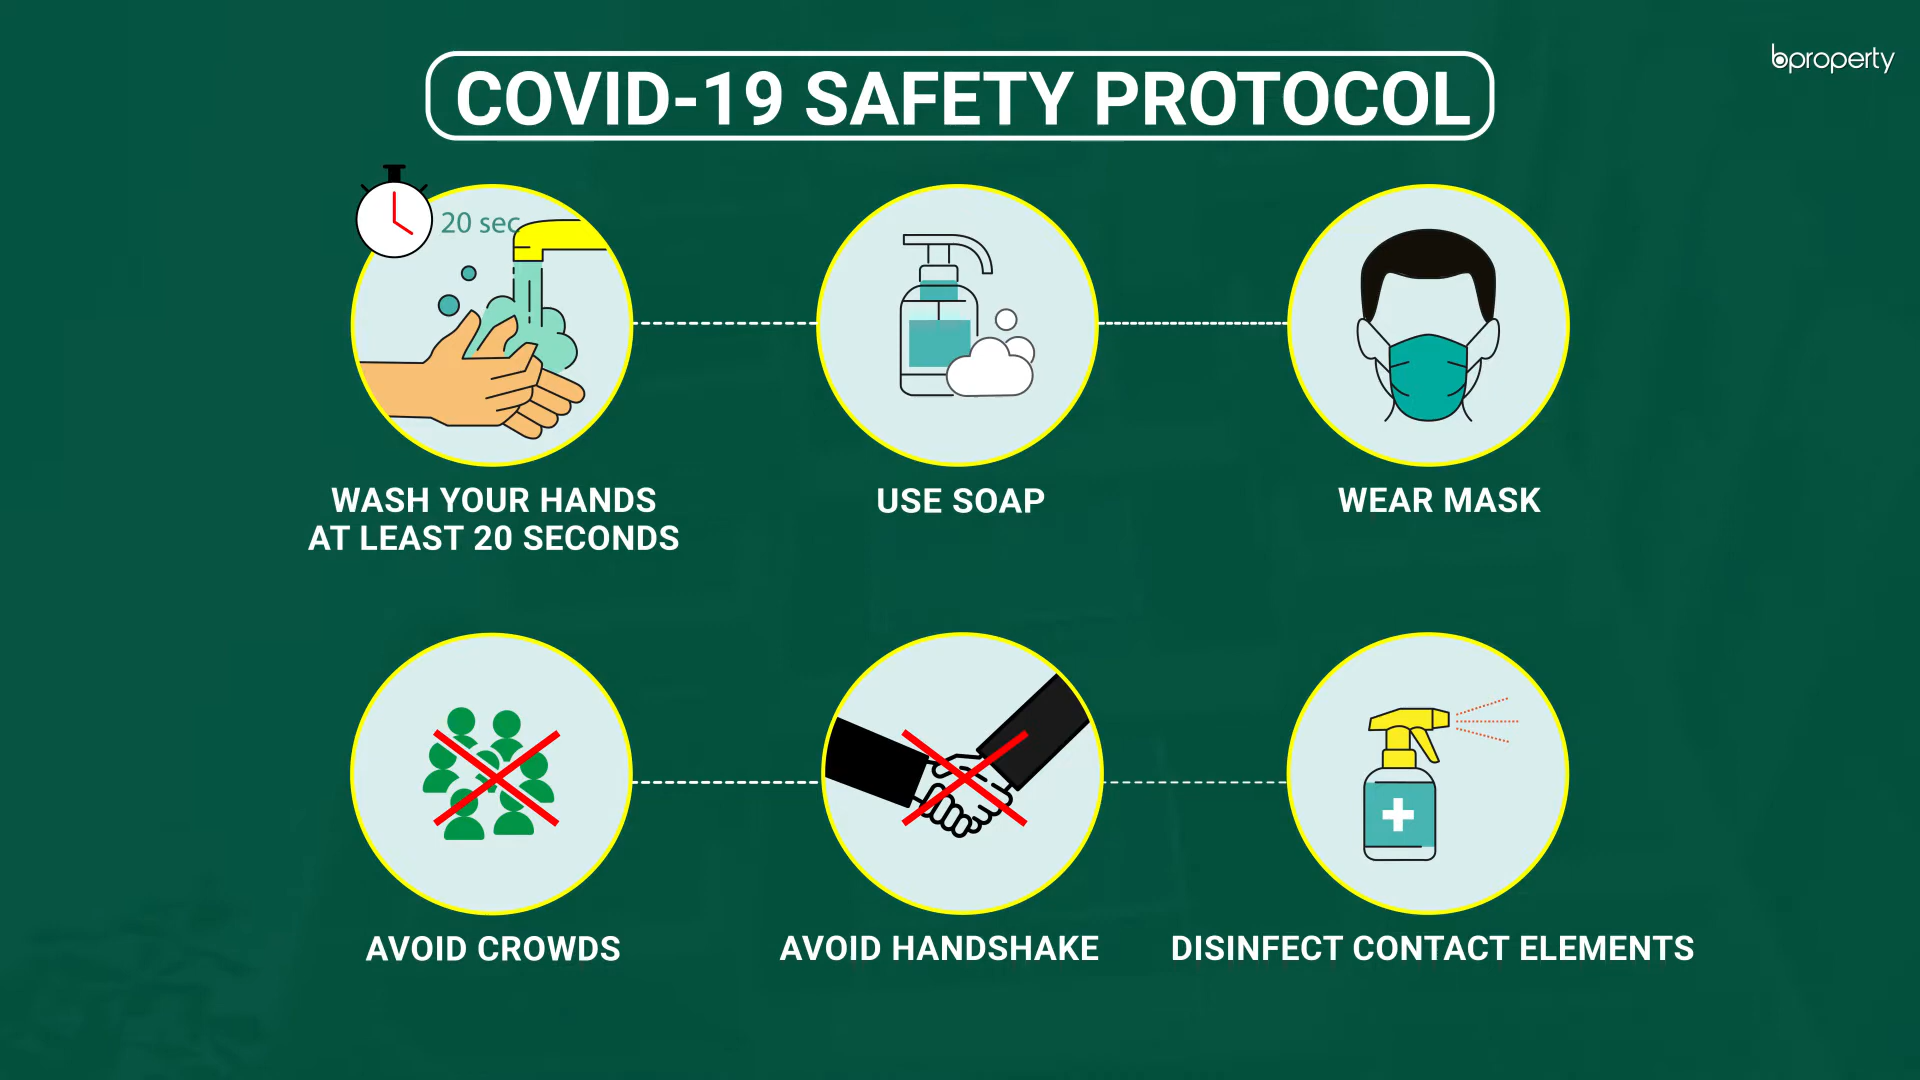 bproperty
COVID-19 SAFETY PROTOCOL
20 sec
WASH YOUR HANDS
AT LEAST 20 SECONDS
USE SOAP
WEAR MASK
AVOID CROWDS
AVOID HANDSHAKE
DISINFECT CONTACT ELEMENTS